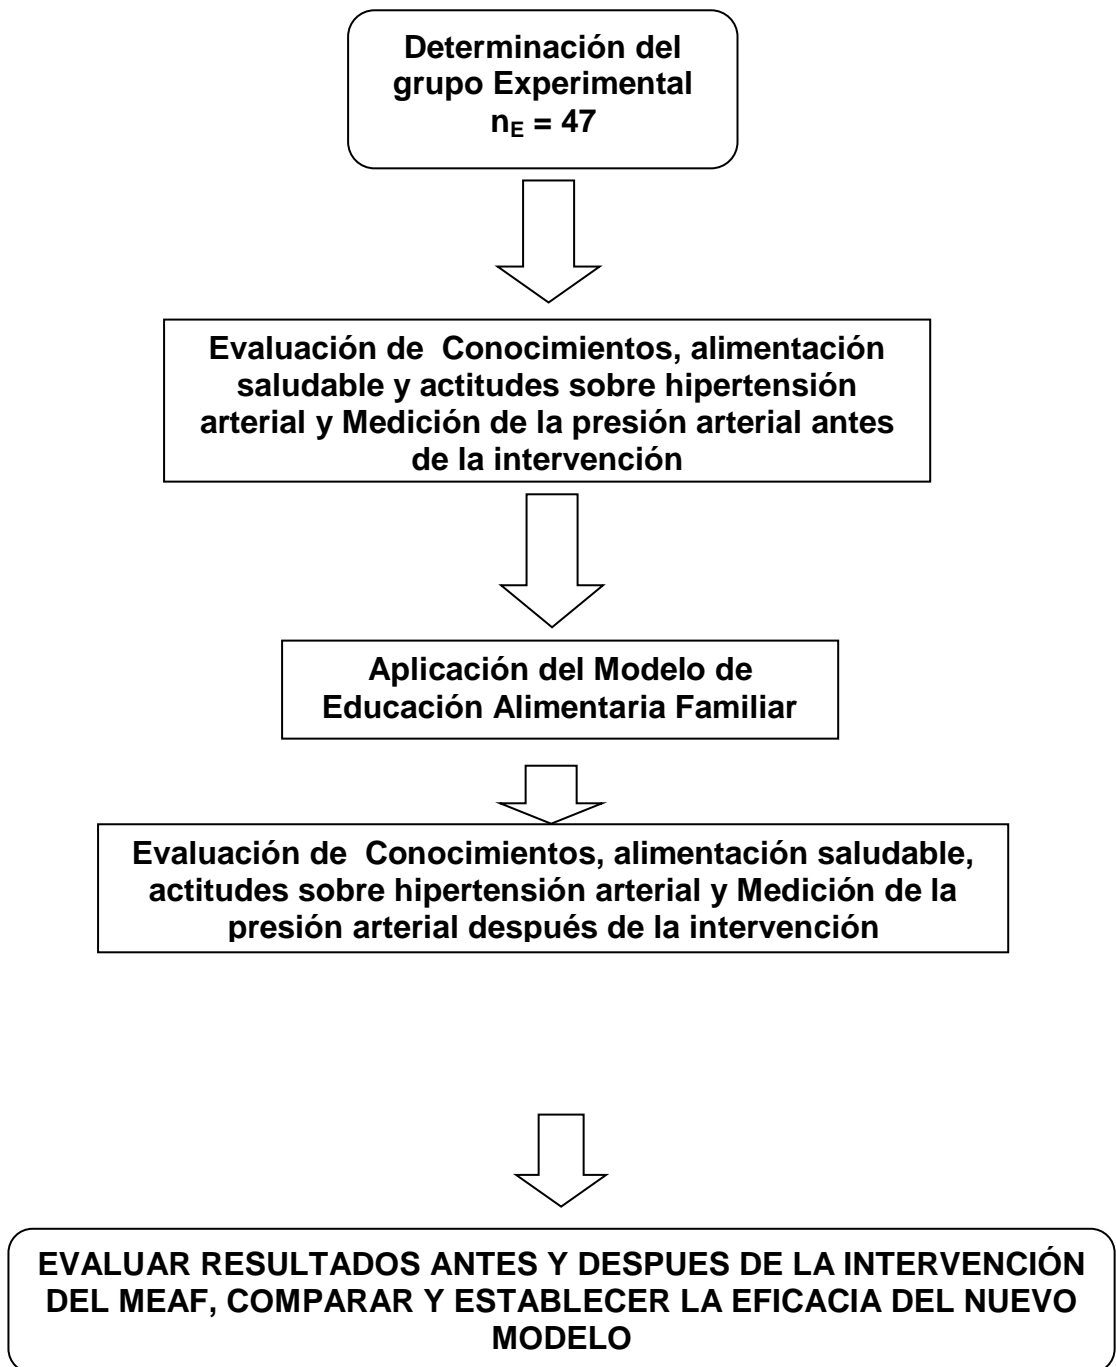 Determinación del
grupo Experimental
nE = 47
Evaluación de  Conocimientos, alimentación
saludable y actitudes sobre hipertensión
arterial y Medición de la presión arterial antes
de la intervención
Aplicación del Modelo de
Educación Alimentaria Familiar
Evaluación de  Conocimientos, alimentación saludable,
actitudes sobre hipertensión arterial y Medición de la
presión arterial después de la intervención
EVALUAR RESULTADOS ANTES Y DESPUES DE LA INTERVENCIÓN
DEL MEAF, COMPARAR Y ESTABLECER LA EFICACIA DEL NUEVO
MODELO